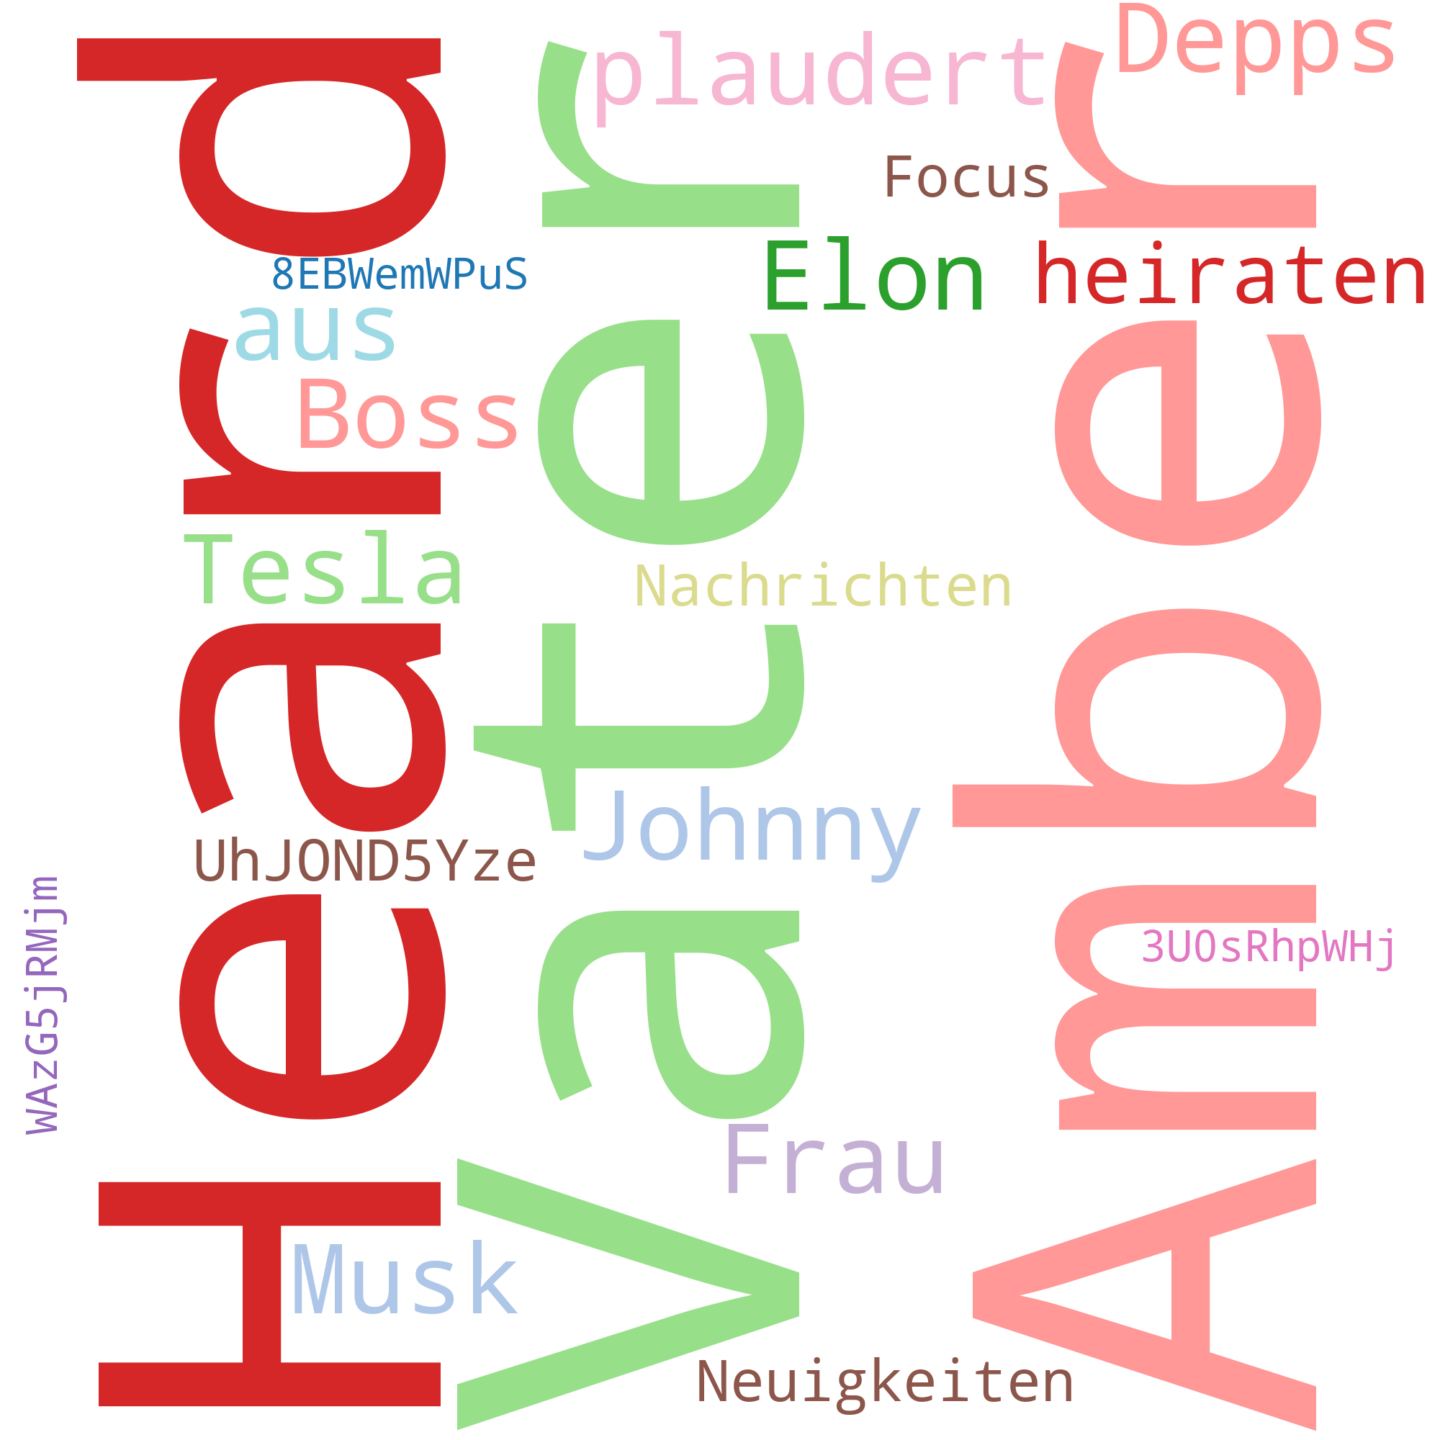 Heard
Vater
Amber
plaudert
Depps
Focus
Elon
heiraten
8EBWemWPuS
aus
Boss
Tesla
Nachrichten
Johnny
UhJOND5Yze
WAzG5jRMjm
3U0sRhpWHj
Frau
Musk
Neuigkeiten